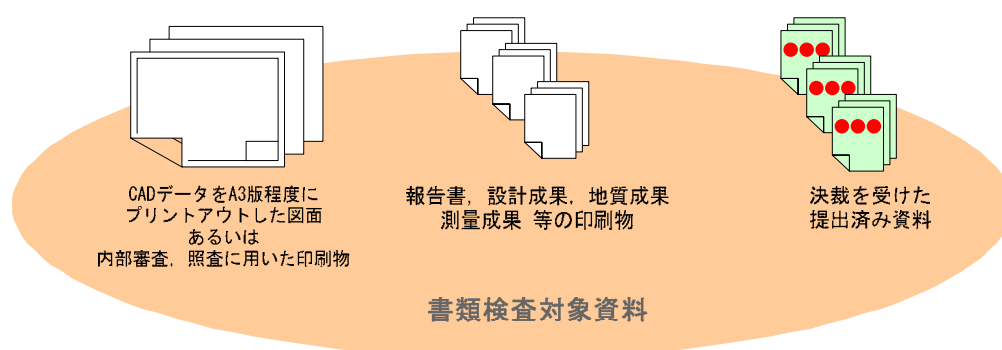 CADデータをA3版程度に
プリントアウトした図面
あるいは
内部審査，照査に用いた印刷物
報告書，設計成果，地質成果
測量成果 等の印刷物
決裁を受けた
提出済み資料
書類検査対象資料